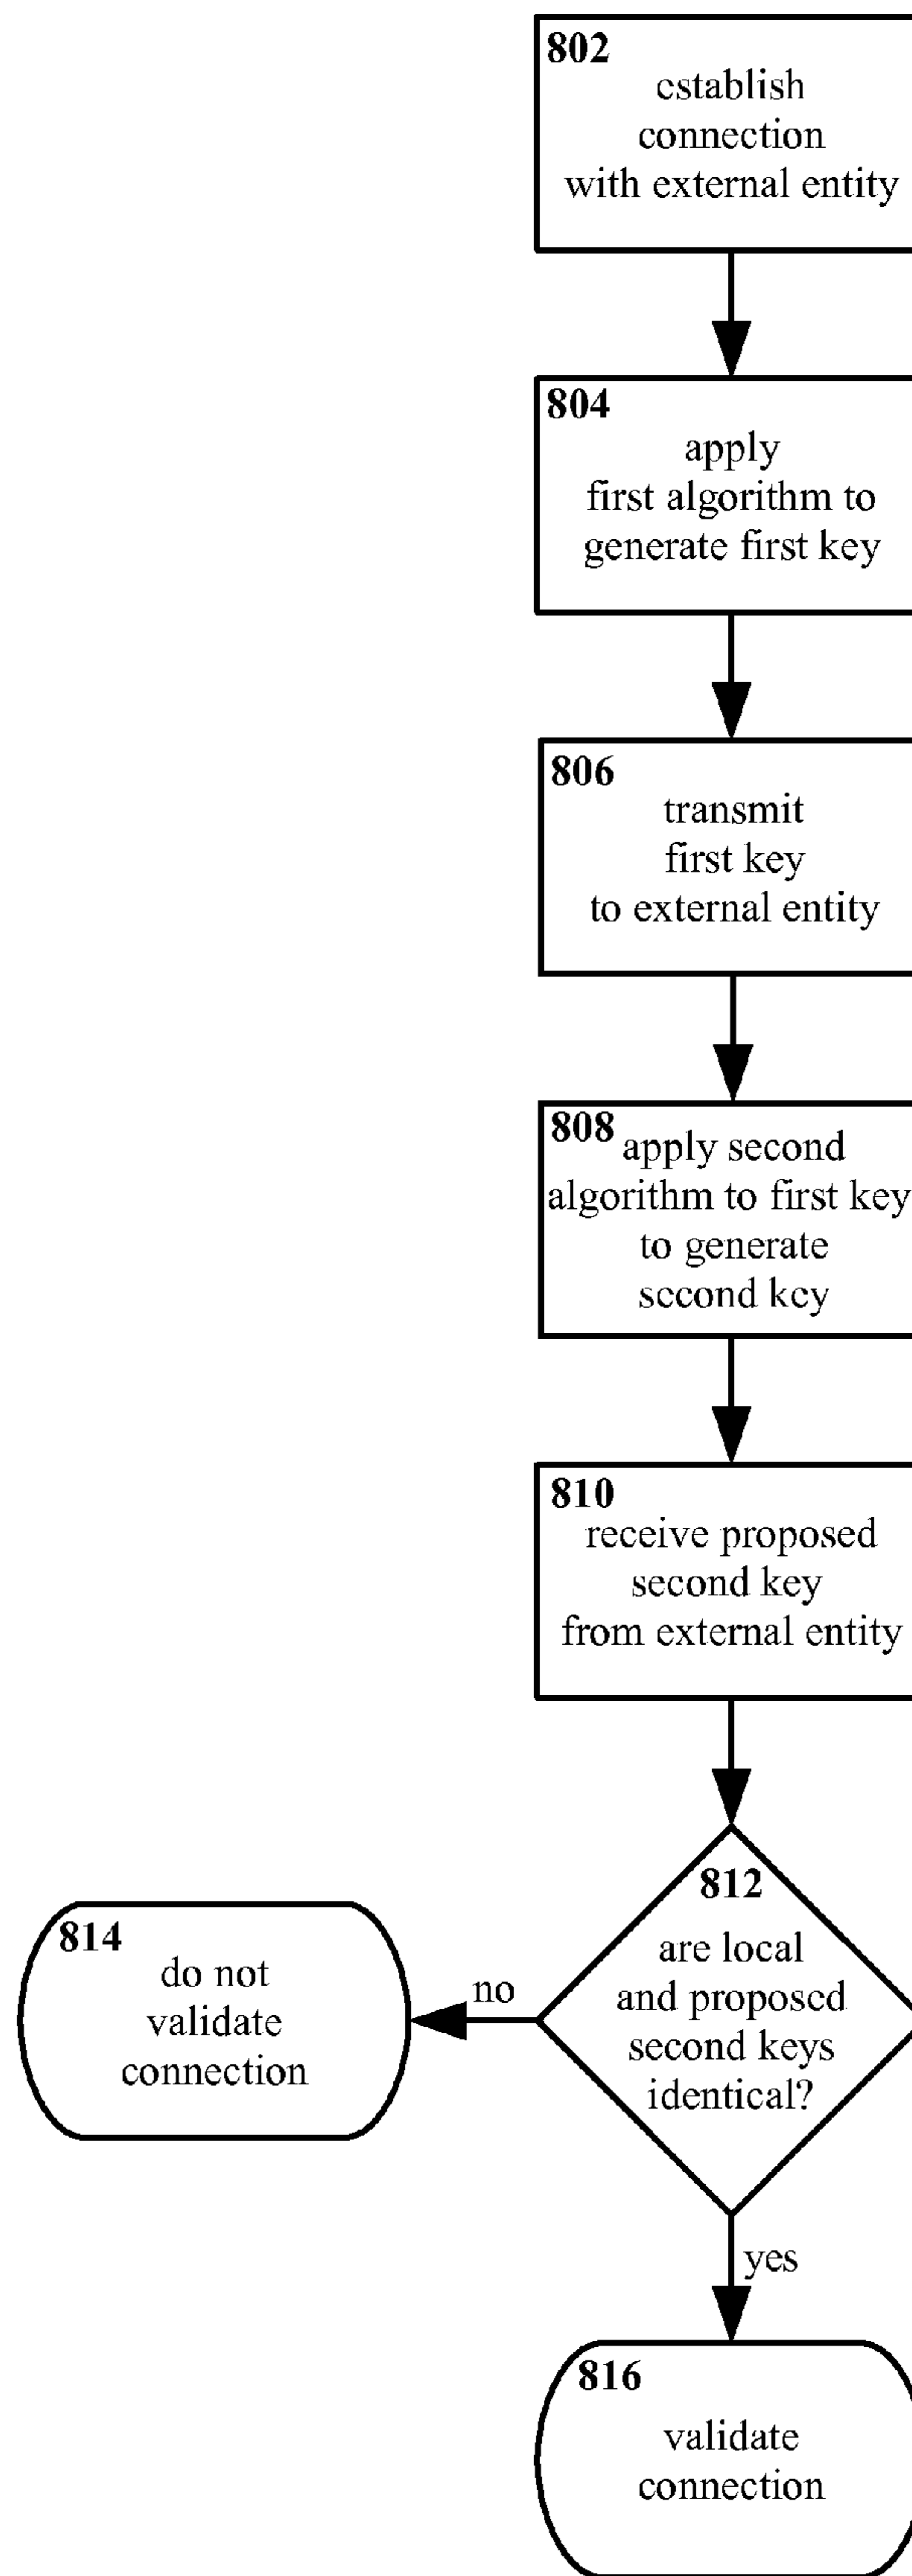 802
establish
connection
with external entity
804
apply
first algorithm to
generate first key
806
transmit
first key
to external entity
808
apply second
algorithm to first key
to generate
second key
810
receive proposed
second key
from external entity
812
are local
and proposed
second keys
identical?
no
814
do not
validate
connection
yes
816
validate
connection